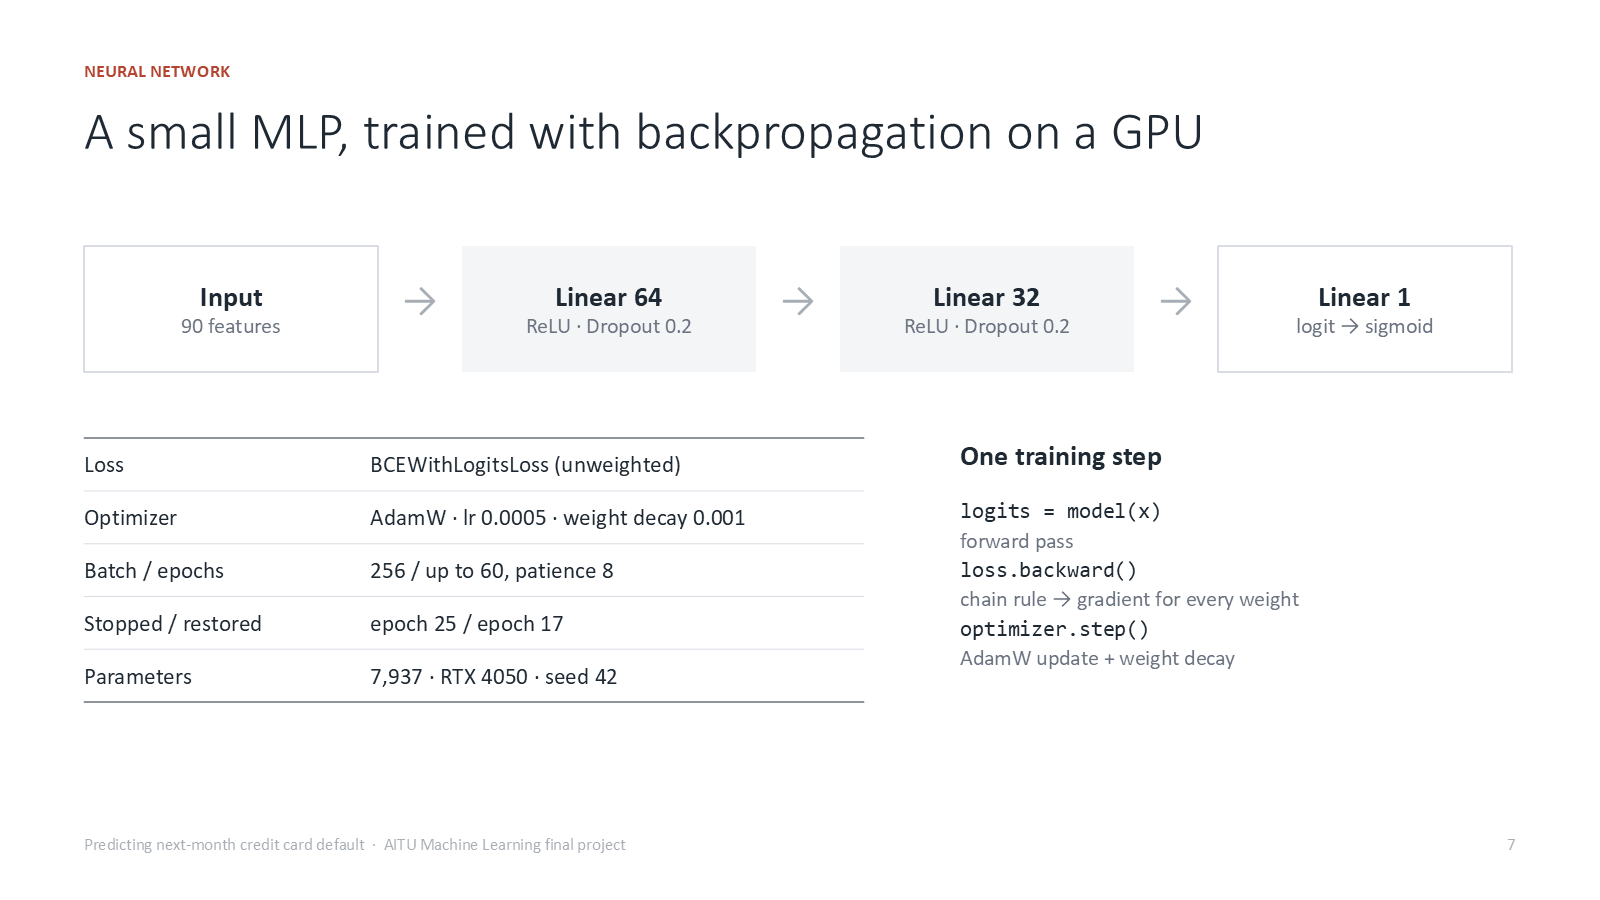 NEURAL NETWORK
A small MLP, trained with backpropagation on a GPU
Input
90 features
→
Linear 64
ReLU · Dropout 0.2
→
Linear 32
ReLU · Dropout 0.2
→
Linear 1
logit → sigmoid
Loss BCEWithLogitsLoss (unweighted)
Optimizer AdamW · lr 0.0005 · weight decay 0.001
Batch / epochs 256 / up to 60, patience 8
Stopped / restored epoch 25 / epoch 17
Parameters 7,937 · RTX 4050 · seed 42
One training step
logits = model(x)
forward pass
loss.backward()
chain rule → gradient for every weight
optimizer.step()
AdamW update + weight decay
Predicting next-month credit card default · AITU Machine Learning final project 7